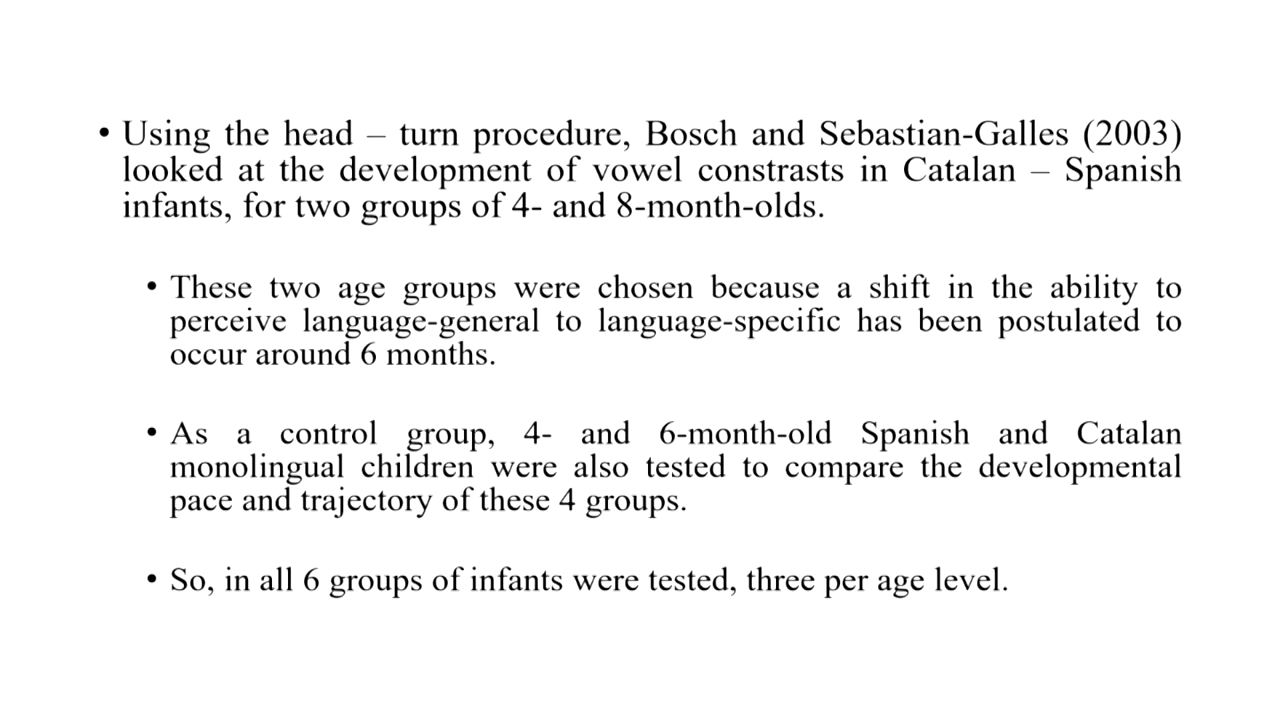 • Using the head – turn procedure, Bosch and Sebastian-Galles (2003)
looked at the development of vowel constrasts in Catalan – Spanish
infants, for two groups of 4- and 8-month-olds.
• These two age groups were chosen because a shift in the ability to
perceive language-general to language-specific has been postulated to
occur around 6 months.
• As a control group, 4- and 6-month-old Spanish and Catalan
monolingual children were also tested to compare the developmental
pace and trajectory of these 4 groups.
• So, in all 6 groups of infants were tested, three per age level.